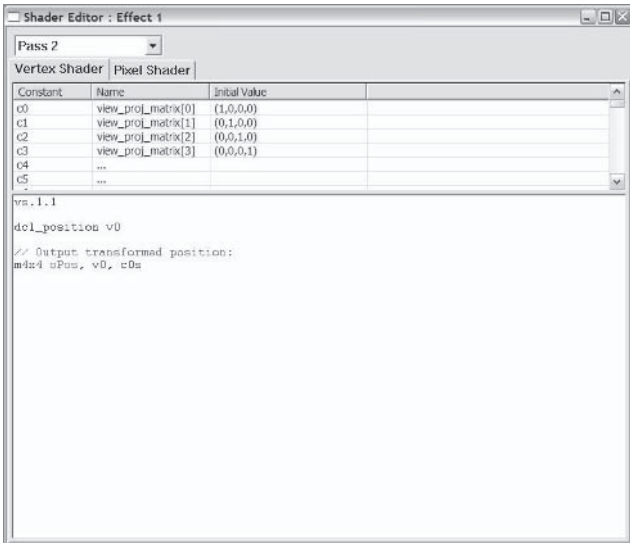 Shader Editor : Effect 1
Pass 2
Vertex Shader Pixel Shader
Constant Name Initial Value
c0 view_proj_matrix[0] (1,0,0,0)
c1 view_proj_matrix[1] (0,1,0,0)
c2 view_proj_matrix[2] (0,0,1,0)
c3 view_proj_matrix[3] (0,0,0,1)
c4 ...
c5 ...
vs.1.1
dcl_position v0
// Output transformed position:
m4x4 oPos, v0, c0s